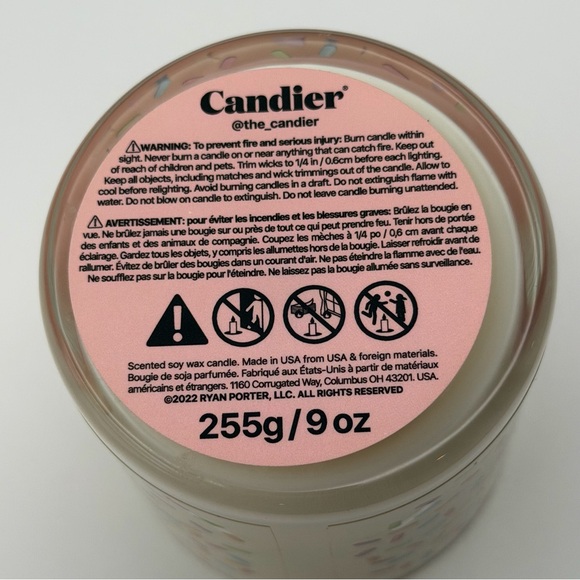 Candier®
@the_candier
⚠WARNING: To prevent fire and serious injury: Burn candle within
sight. Never burn a candle on or near anything that can catch fire. Keep out
of reach of children and pets. Trim wicks to 1/4 in / 0.6cm before each lighting.
Keep all objects, including matches and wick trimmings out of the candle. Allow to
cool before relighting. Avoid burning candles in a draft. Do not extinguish flame with
water. Do not blow on candle to extinguish. Do not leave candle burning unattended.
⚠ AVERTISSEMENT: pour éviter les incendies et les blessures graves: Brûlez la bougie en
vue. Ne brûlez jamais une bougie sur ou près de tout ce qui peut prendre feu. Tenir hors de portée
des enfants et des animaux de compagnie. Coupez les mèches à 1/4 po / 0,6 cm avant chaque
éclairage. Gardez tous les objets, y compris les allumettes hors de la bougie. Laisser refroidir avant de
rallumer. Évitez de brûler des bougies dans un courant d'air. Ne pas éteindre la flamme avec de l'eau.
Ne soufflez pas sur la bougie pour l'éteindre. Ne laissez pas la bougie allumée sans surveillance.
Scented soy wax candle. Made in USA from USA & foreign materials.
Bougie de soja parfumée. Fabriqué aux États-Unis à partir de matériaux
américains et étrangers. 1160 Corrugated Way, Columbus OH 43201. USA.
©2022 RYAN PORTER, LLC. ALL RIGHTS RESERVED
255g / 9 oz